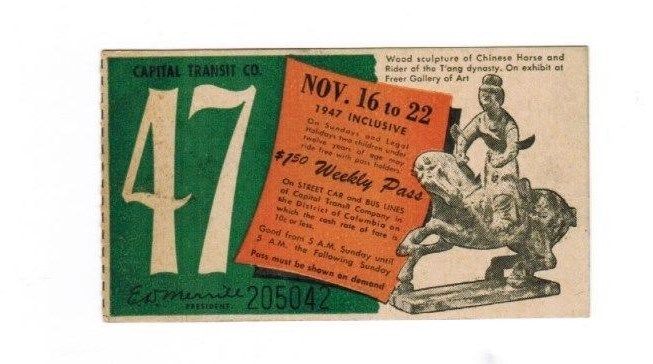 CAPITAL TRANSIT CO.
47
E D Merrill
PRESIDENT.
205042
NOV. 16 to 22
1947 INCLUSIVE
On Sundays and Legal
Holidays two children under
twelve years of age may
ride free with pass holders.
$1.50 Weekly Pass
On STREET CAR and BUS LINES
of Capital Transit Company in
the District of Columbia on
which the cash rate of fare is
10c or less.
Good from 5 A.M. Sunday until
5 A.M. the Following Sunday
Pass must be shown on demand
Wood sculpture of Chinese Horse and
Rider of the T'ang dynasty. On exhibit at
Freer Gallery of Art